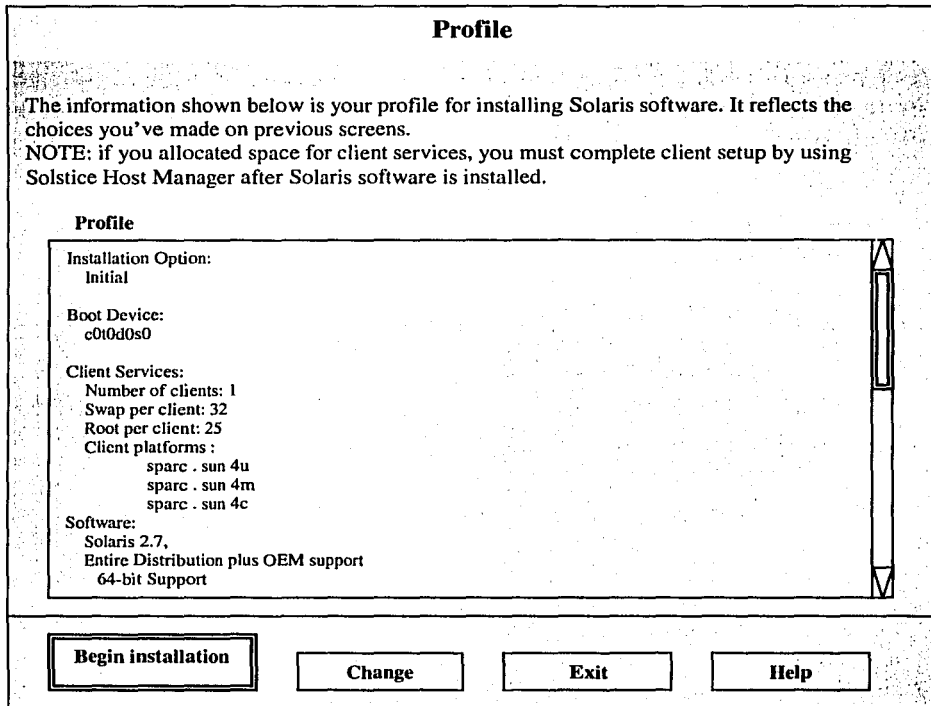 Profile
The information shown below is your profile for installing Solaris software. It reflects the
choices you've made on previous screens.
NOTE: if you allocated space for client services, you must complete client setup by using
Solstice Host Manager after Solaris software is installed.
Profile
Installation Option:
Initial
Boot Device:
c0t0d0s0
Client Services:
Number of clients: 1
Swap per client: 32
Root per client: 25
Client platforms :
sparc . sun 4u
sparc . sun 4m
sparc . sun 4c
Software:
Solaris 2.7,
Entire Distribution plus OEM support
64-bit Support
Begin installation
Change
Exit
Help